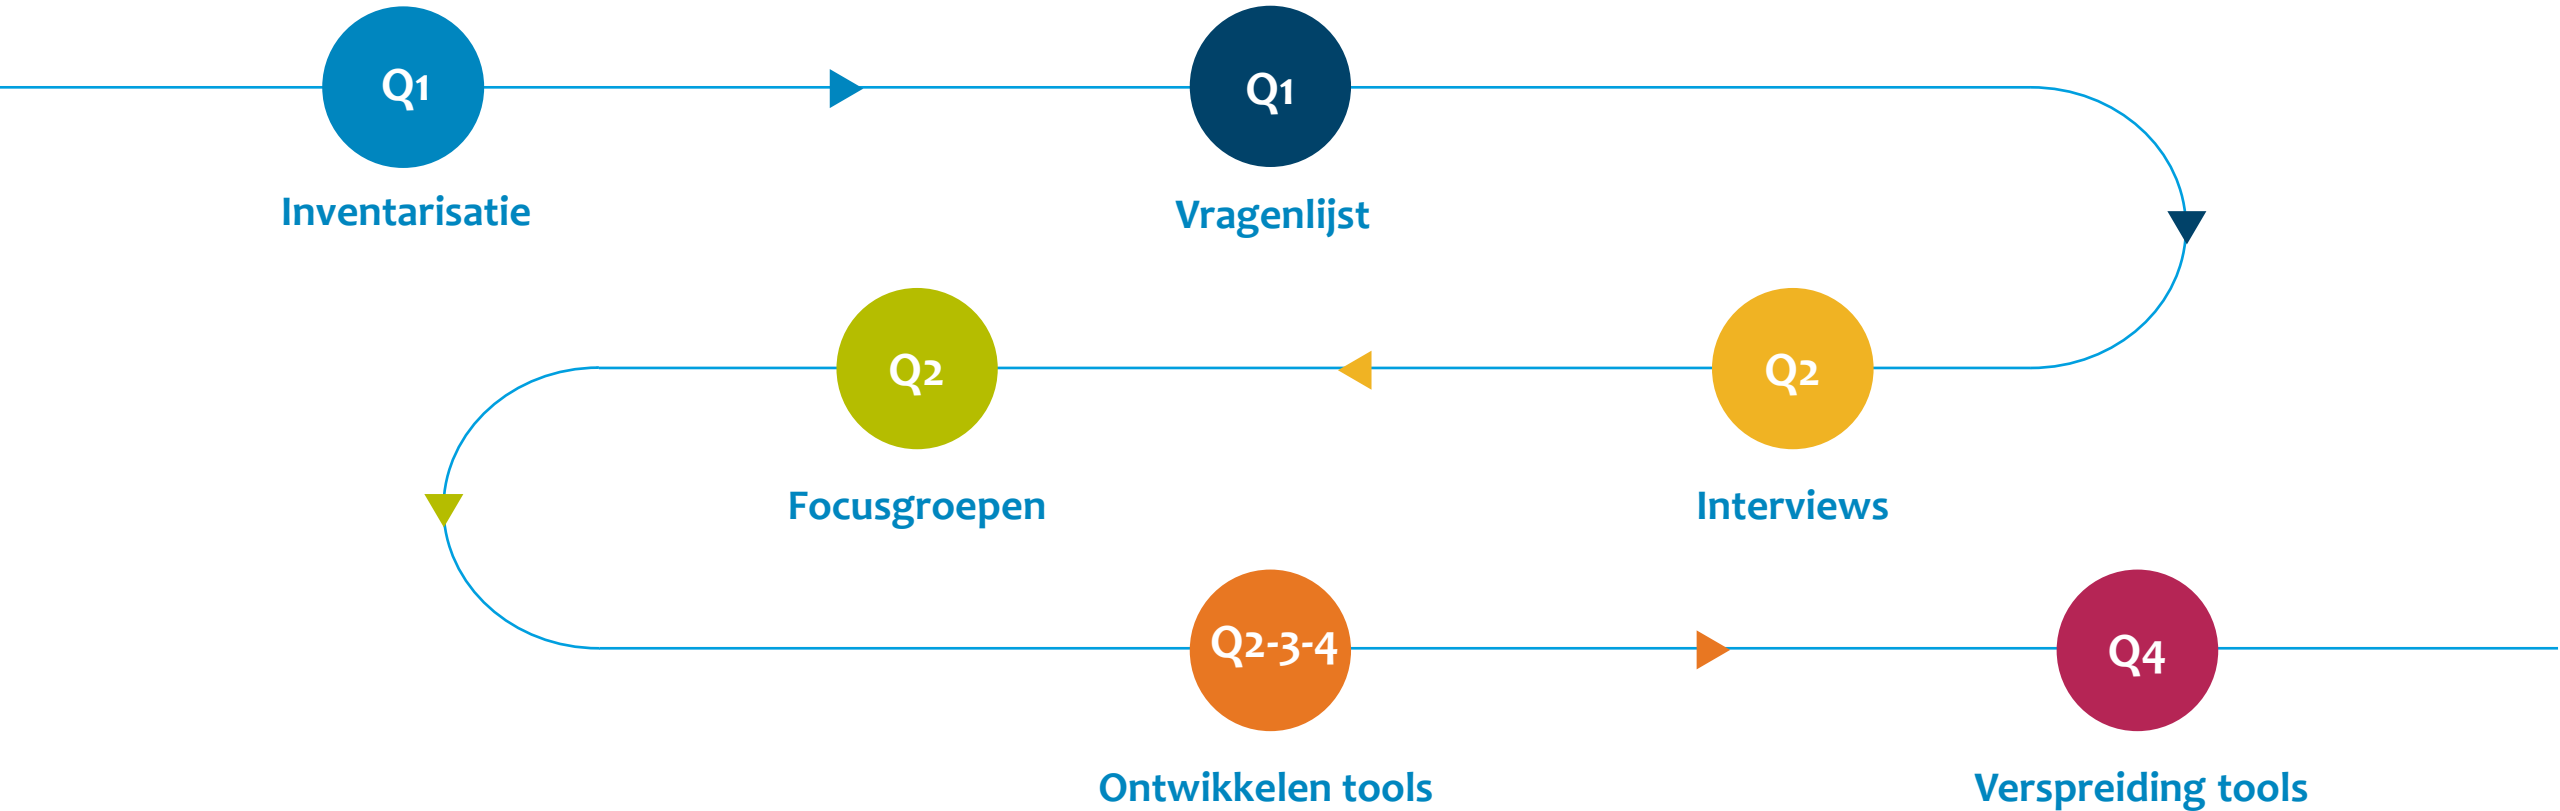 Q1
Q1
Inventarisatie
Vragenlijst
Q2
Q2
Focusgroepen
Interviews
Q2-3-4
Q4
Ontwikkelen tools
Verspreiding tools